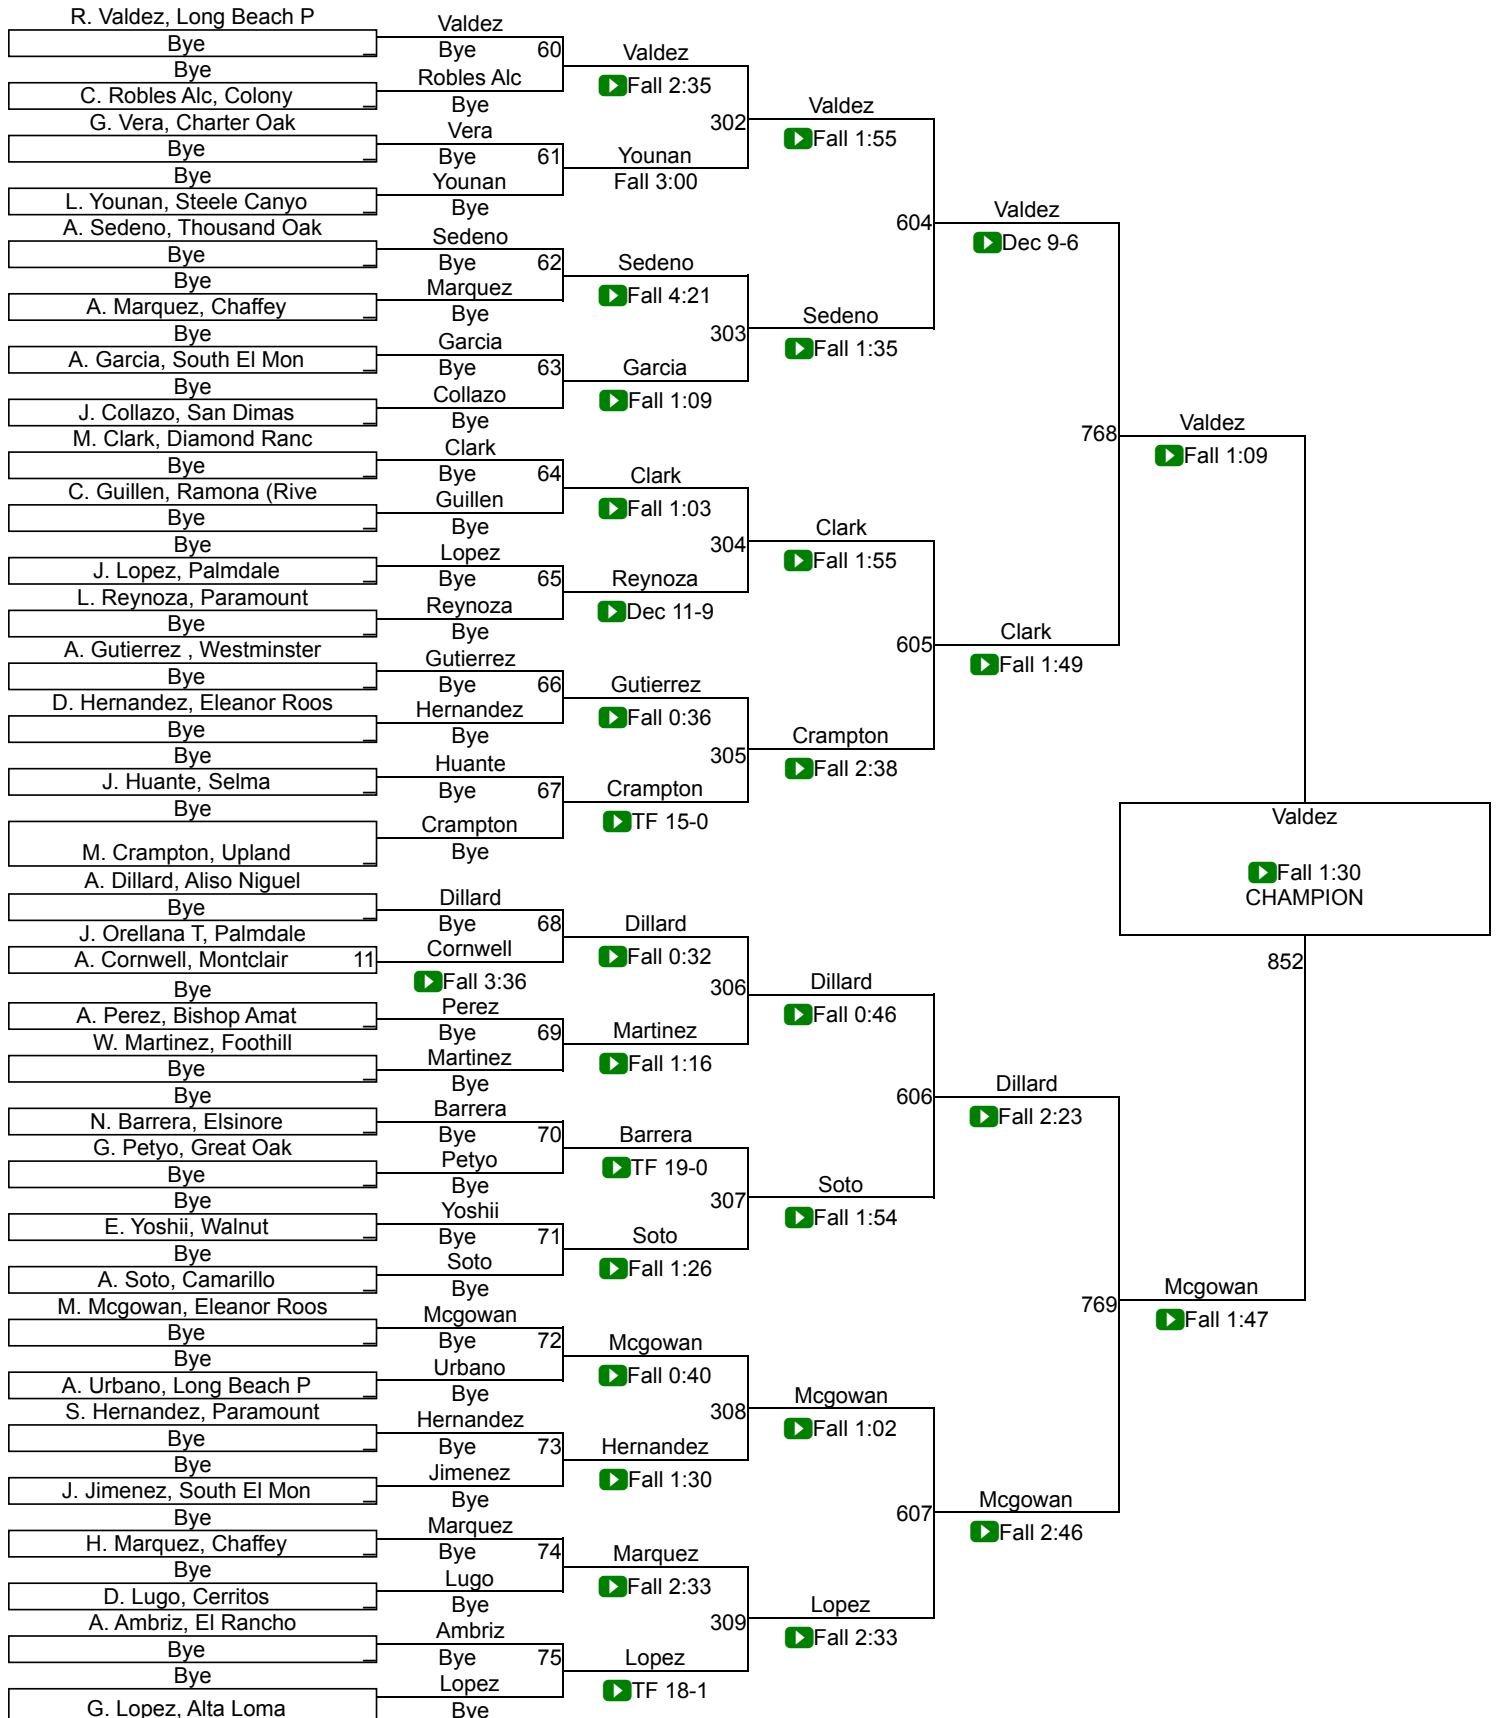 R. Valdez, Long Beach P
Bye
Bye
C. Robles Alc, Colony
G. Vera, Charter Oak
Bye
Bye
L. Younan, Steele Canyo
A. Sedeno, Thousand Oak
Bye
Bye
A. Marquez, Chaffey
Bye
A. Garcia, South El Mon
Bye
J. Collazo, San Dimas
M. Clark, Diamond Ranc
Bye
C. Guillen, Ramona (Rive
Bye
Bye
J. Lopez, Palmdale
L. Reynoza, Paramount
Bye
A. Gutierrez , Westminster
Bye
D. Hernandez, Eleanor Roos
Bye
Bye
J. Huante, Selma
Bye
M. Crampton, Upland
A. Dillard, Aliso Niguel
Bye
J. Orellana T, Palmdale
A. Cornwell, Montclair 11
Bye
A. Perez, Bishop Amat
W. Martinez, Foothill
Bye
Bye
N. Barrera, Elsinore
G. Petyo, Great Oak
Bye
Bye
E. Yoshii, Walnut
Bye
A. Soto, Camarillo
M. Mcgowan, Eleanor Roos
Bye
Bye
A. Urbano, Long Beach P
S. Hernandez, Paramount
Bye
Bye
J. Jimenez, South El Mon
Bye
H. Marquez, Chaffey
Bye
D. Lugo, Cerritos
A. Ambriz, El Rancho
Bye
Bye
G. Lopez, Alta Loma
Valdez
Bye 60
Robles Alc
Bye
Vera
Bye 61
Younan
Bye
Sedeno
Bye 62
Marquez
Bye
Garcia
Bye 63
Collazo
Bye
Clark
Bye 64
Guillen
Bye
Lopez
Bye 65
Reynoza
Bye
Gutierrez
Bye 66
Hernandez
Bye
Huante
Bye 67
Crampton
Bye
Dillard
Bye 68
Cornwell
Fall 3:36
Perez
Bye 69
Martinez
Bye
Barrera
Bye 70
Petyo
Bye
Yoshii
Bye 71
Soto
Bye
Mcgowan
Bye 72
Urbano
Bye
Hernandez
Bye 73
Jimenez
Bye
Marquez
Bye 74
Lugo
Bye
Ambriz
Bye 75
Lopez
Bye
Valdez
Fall 2:35
302
Younan
Fall 3:00
Sedeno
Fall 4:21
303
Garcia
Fall 1:09
Clark
Fall 1:03
304
Reynoza
Dec 11-9
Gutierrez
Fall 0:36
305
Crampton
TF 15-0
Dillard
Fall 0:32
306
Martinez
Fall 1:16
Barrera
TF 19-0
307
Soto
Fall 1:26
Mcgowan
Fall 0:40
308
Hernandez
Fall 1:30
Marquez
Fall 2:33
309
Lopez
TF 18-1
Valdez
Fall 1:55
604
Sedeno
Fall 1:35
Clark
Fall 1:55
605
Crampton
Fall 2:38
Dillard
Fall 0:46
606
Soto
Fall 1:54
Mcgowan
Fall 1:02
607
Lopez
Fall 2:33
Valdez
Dec 9-6
768
Clark
Fall 1:49
Dillard
Fall 2:23
769
Mcgowan
Fall 2:46
Valdez
Fall 1:09
Mcgowan
Fall 1:47
Valdez
Fall 1:30
CHAMPION
852